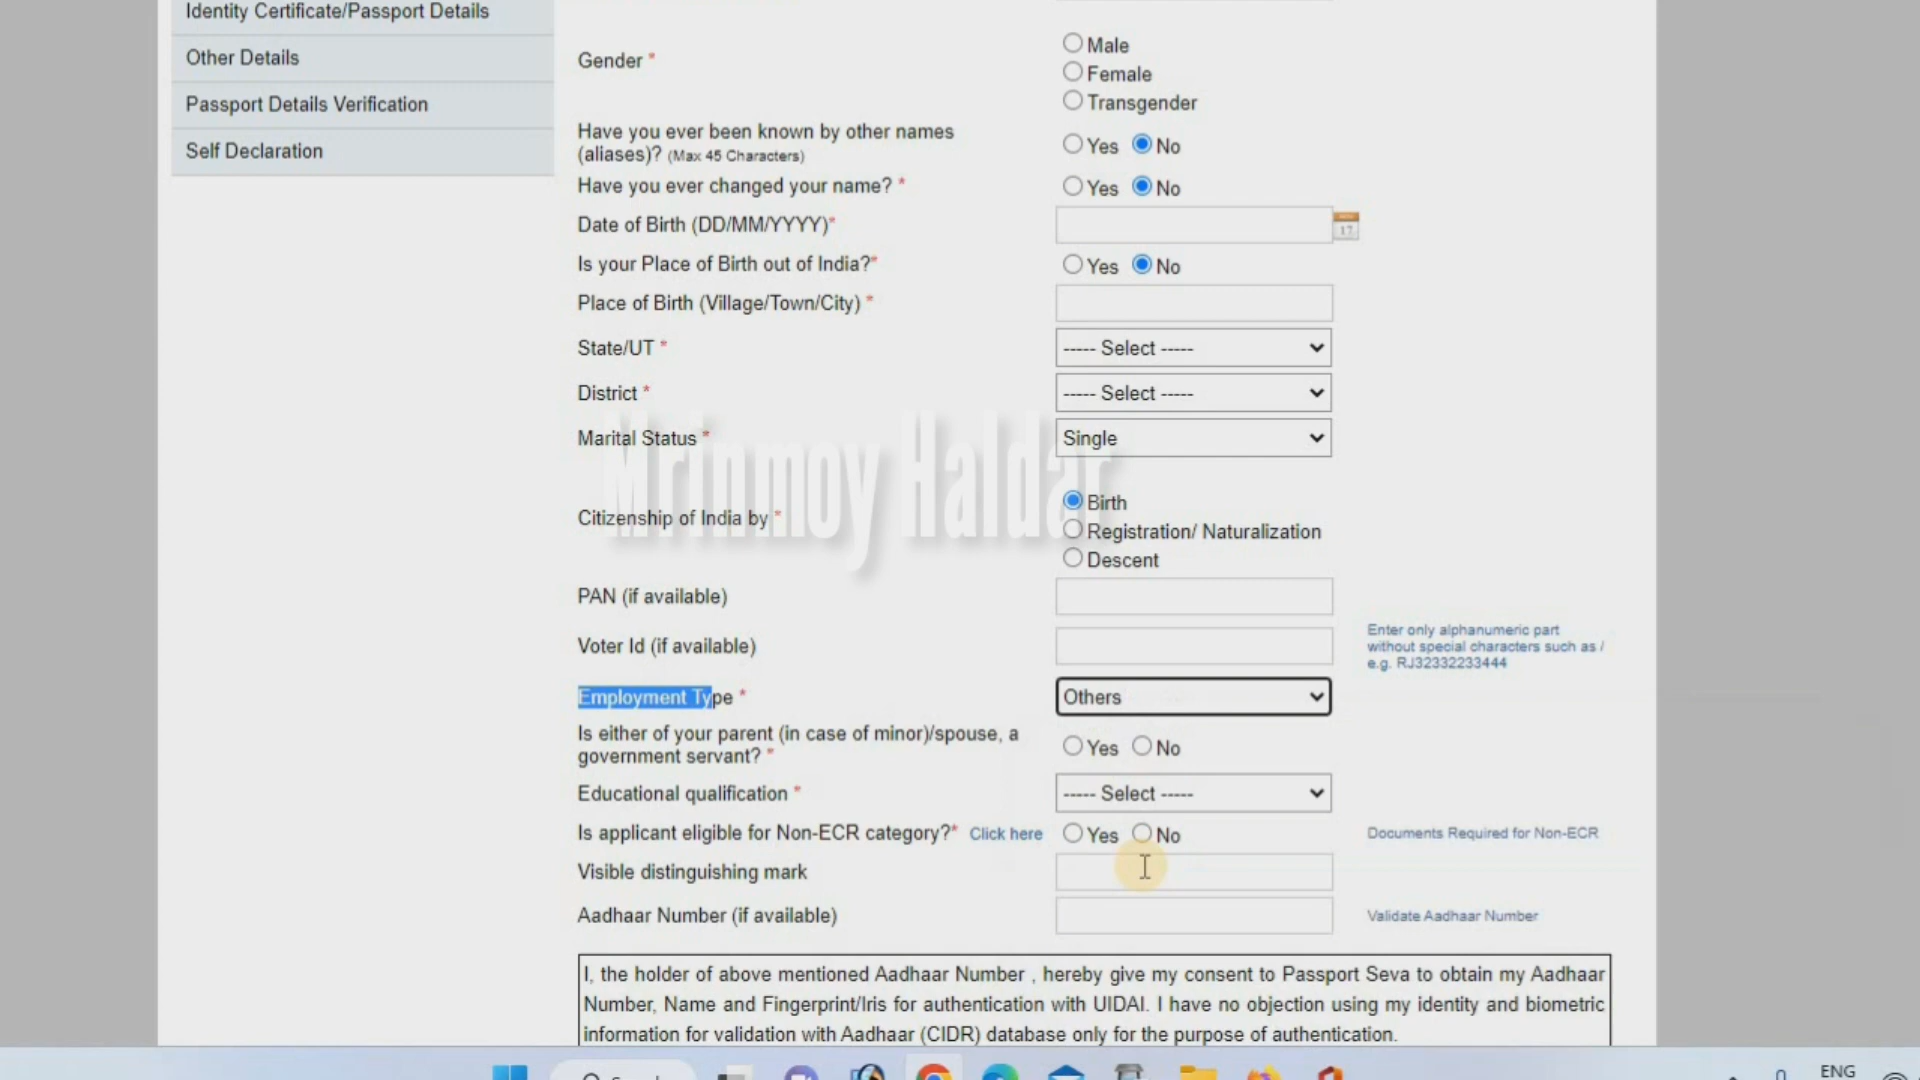 Identity Certificate/Passport Details
Other Details
Passport Details Verification
Self Declaration
Gender *
Male
Female
Transgender
Have you ever been known by other names
(aliases)? (Max 45 Characters)
Yes No
Have you ever changed your name? *
Yes No
Date of Birth (DD/MM/YYYY)*
17
Is your Place of Birth out of India?*
Yes No
Place of Birth (Village/Town/City) *
State/UT *
----- Select -----
District *
----- Select -----
Marital Status *
Single
Mrinmoy Haldar
Citizenship of India by *
Birth
Registration/ Naturalization
Descent
PAN (if available)
Voter Id (if available)
Enter only alphanumeric part
without special characters such as /
e.g. RJ32332233444
Employment Type *
Others
Is either of your parent (in case of minor)/spouse, a
government servant? *
Yes No
Educational qualification *
----- Select -----
Is applicant eligible for Non-ECR category?* Click here
Yes No
Documents Required for Non-ECR
Visible distinguishing mark
Aadhaar Number (if available)
Validate Aadhaar Number
I, the holder of above mentioned Aadhaar Number , hereby give my consent to Passport Seva to obtain my Aadhaar
Number, Name and Fingerprint/Iris for authentication with UIDAI. I have no objection using my identity and biometric
information for validation with Aadhaar (CIDR) database only for the purpose of authentication.
ENG